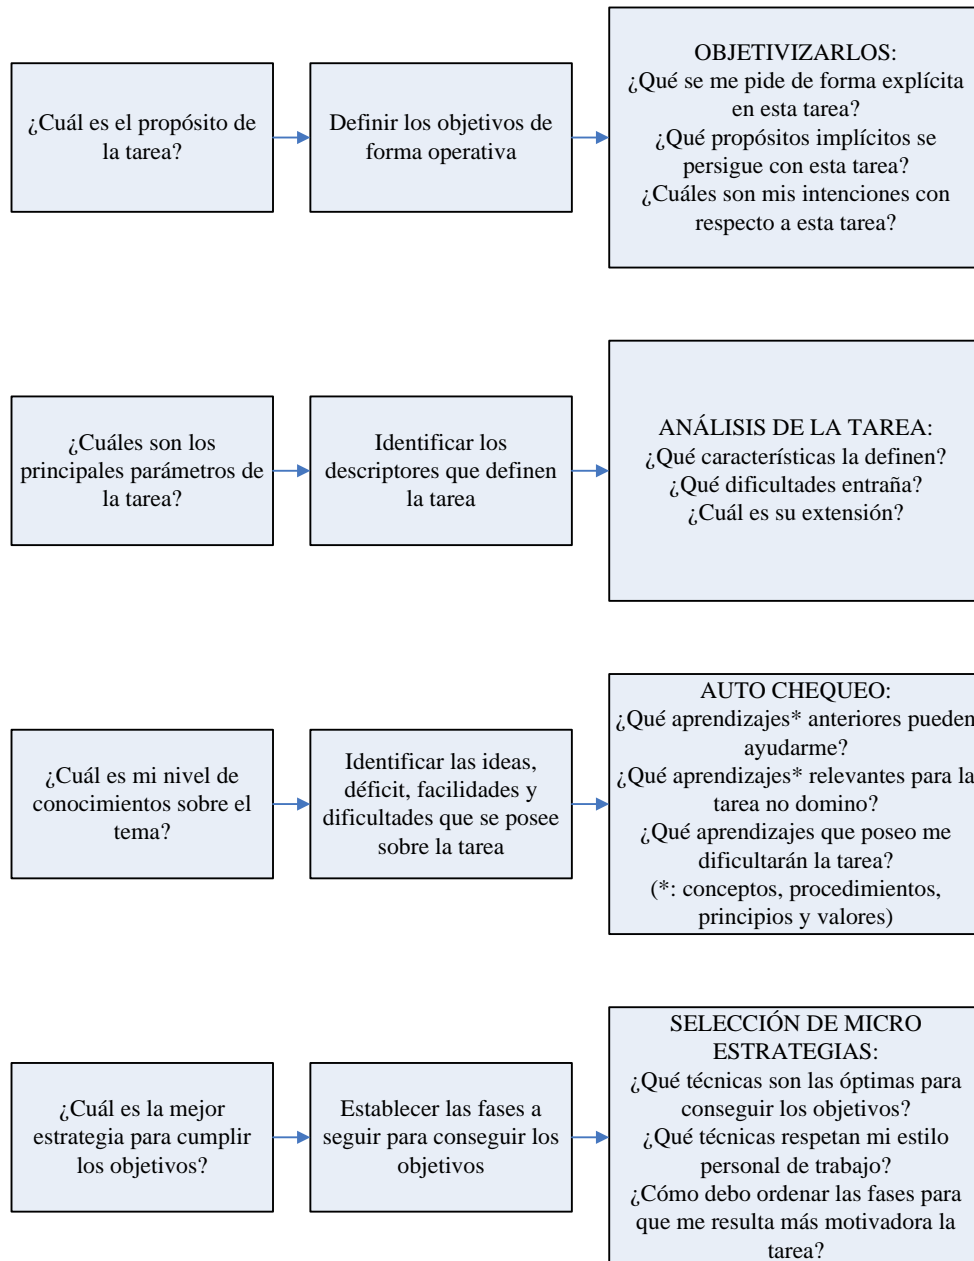 ¿Cuál es el propósito de
la tarea?
Definir los objetivos de
forma operativa
OBJETIVIZARLOS:
¿Qué se me pide de forma explícita
en esta tarea?
¿Qué propósitos implícitos se
persigue con esta tarea?
¿Cuáles son mis intenciones con
respecto a esta tarea?
¿Cuáles son los
principales parámetros de
la tarea?
Identificar los
descriptores que definen
la tarea
ANÁLISIS DE LA TAREA:
¿Qué características la definen?
¿Qué dificultades entraña?
¿Cuál es su extensión?
¿Cuál es mi nivel de
conocimientos sobre el
tema?
Identificar las ideas,
déficit, facilidades y
dificultades que se posee
sobre la tarea
AUTO CHEQUEO:
¿Qué aprendizajes* anteriores pueden
ayudarme?
¿Qué aprendizajes* relevantes para la
tarea no domino?
¿Qué aprendizajes que poseo me
dificultarán la tarea?
(*: conceptos, procedimientos,
principios y valores)
¿Cuál es la mejor
estrategia para cumplir
los objetivos?
Establecer las fases a
seguir para conseguir los
objetivos
SELECCIÓN DE MICRO
ESTRATEGIAS:
¿Qué técnicas son las óptimas para
conseguir los objetivos?
¿Qué técnicas respetan mi estilo
personal de trabajo?
¿Cómo debo ordenar las fases para
que me resulta más motivadora la
tarea?